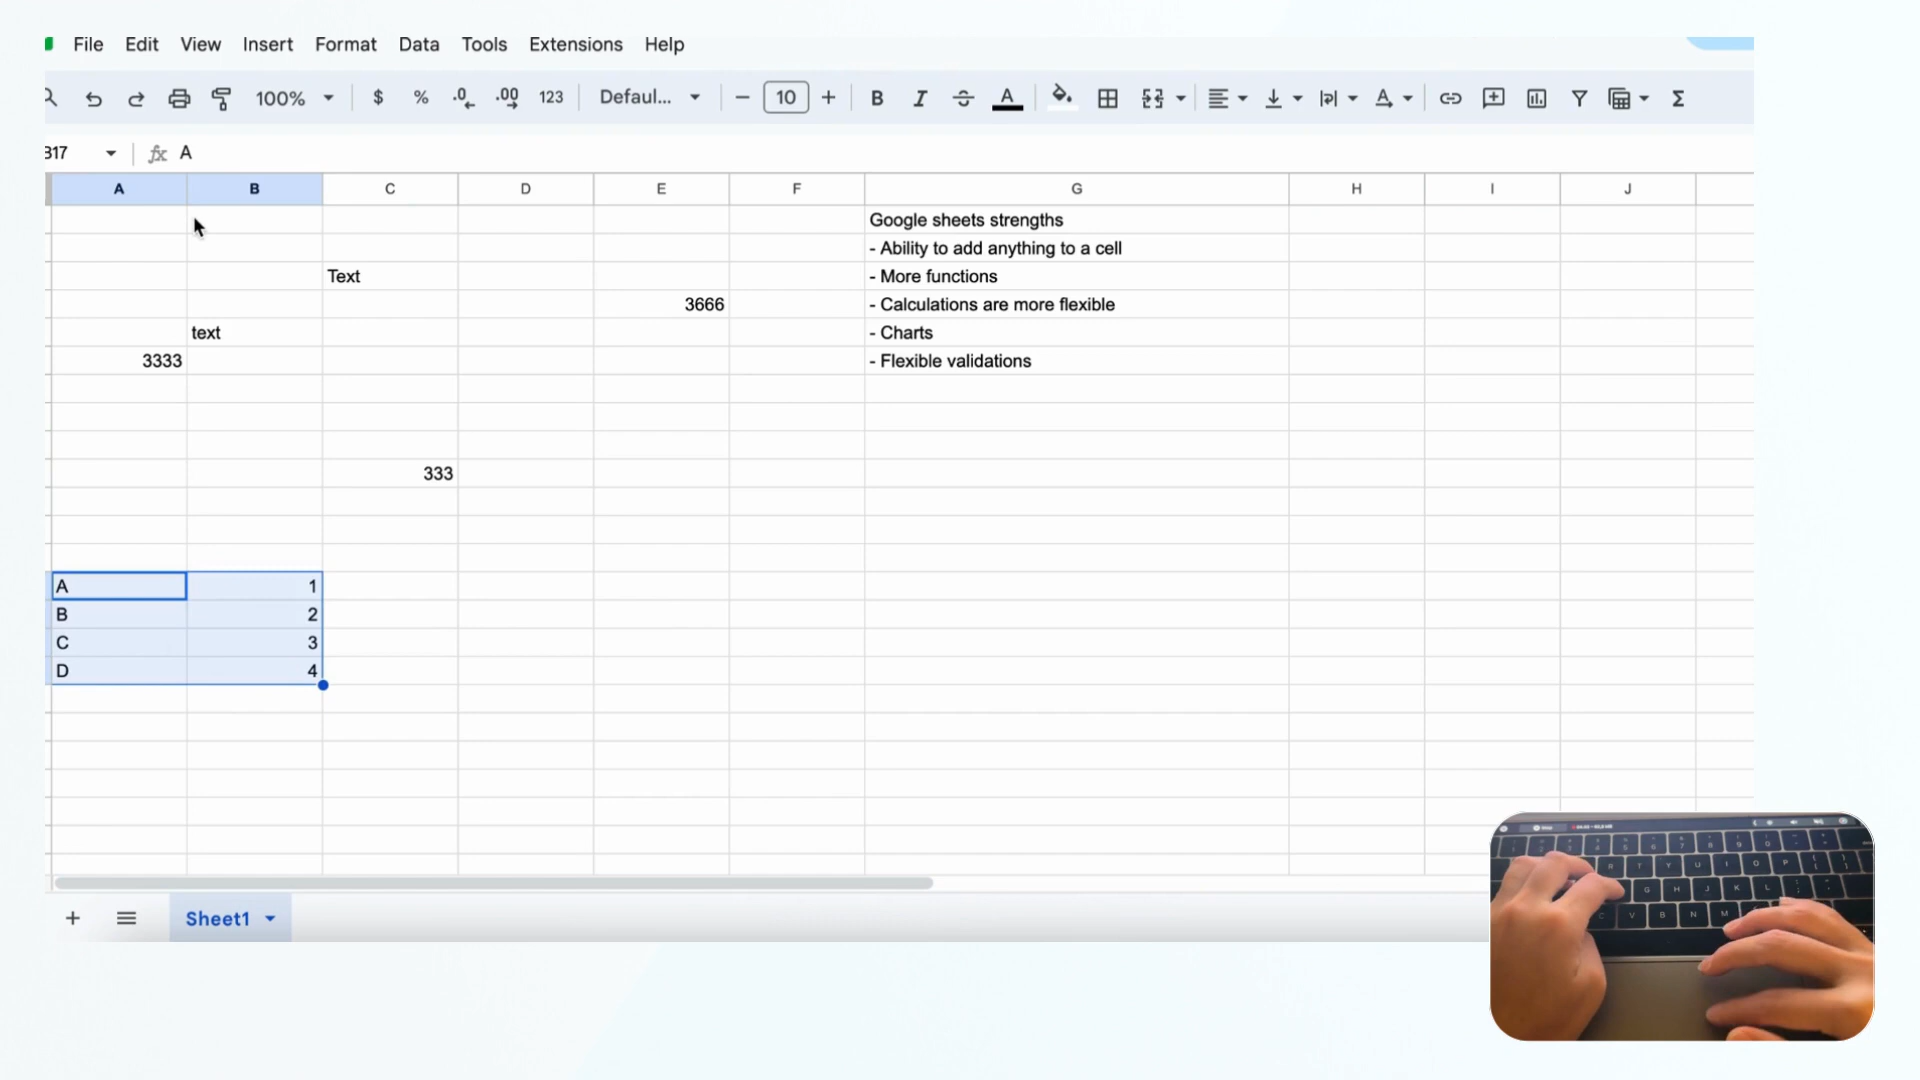 File Edit View Insert Format Data Tools Extensions Help
100% $ % .0 .00 123 Defaul... 10 B I S A A Σ
B17 fx A
A B C D E F G H I J
Google sheets strengths
- Ability to add anything to a cell
Text - More functions
3666 - Calculations are more flexible
text - Charts
3333 - Flexible validations
333
A 1
B 2
C 3
D 4
Sheet1